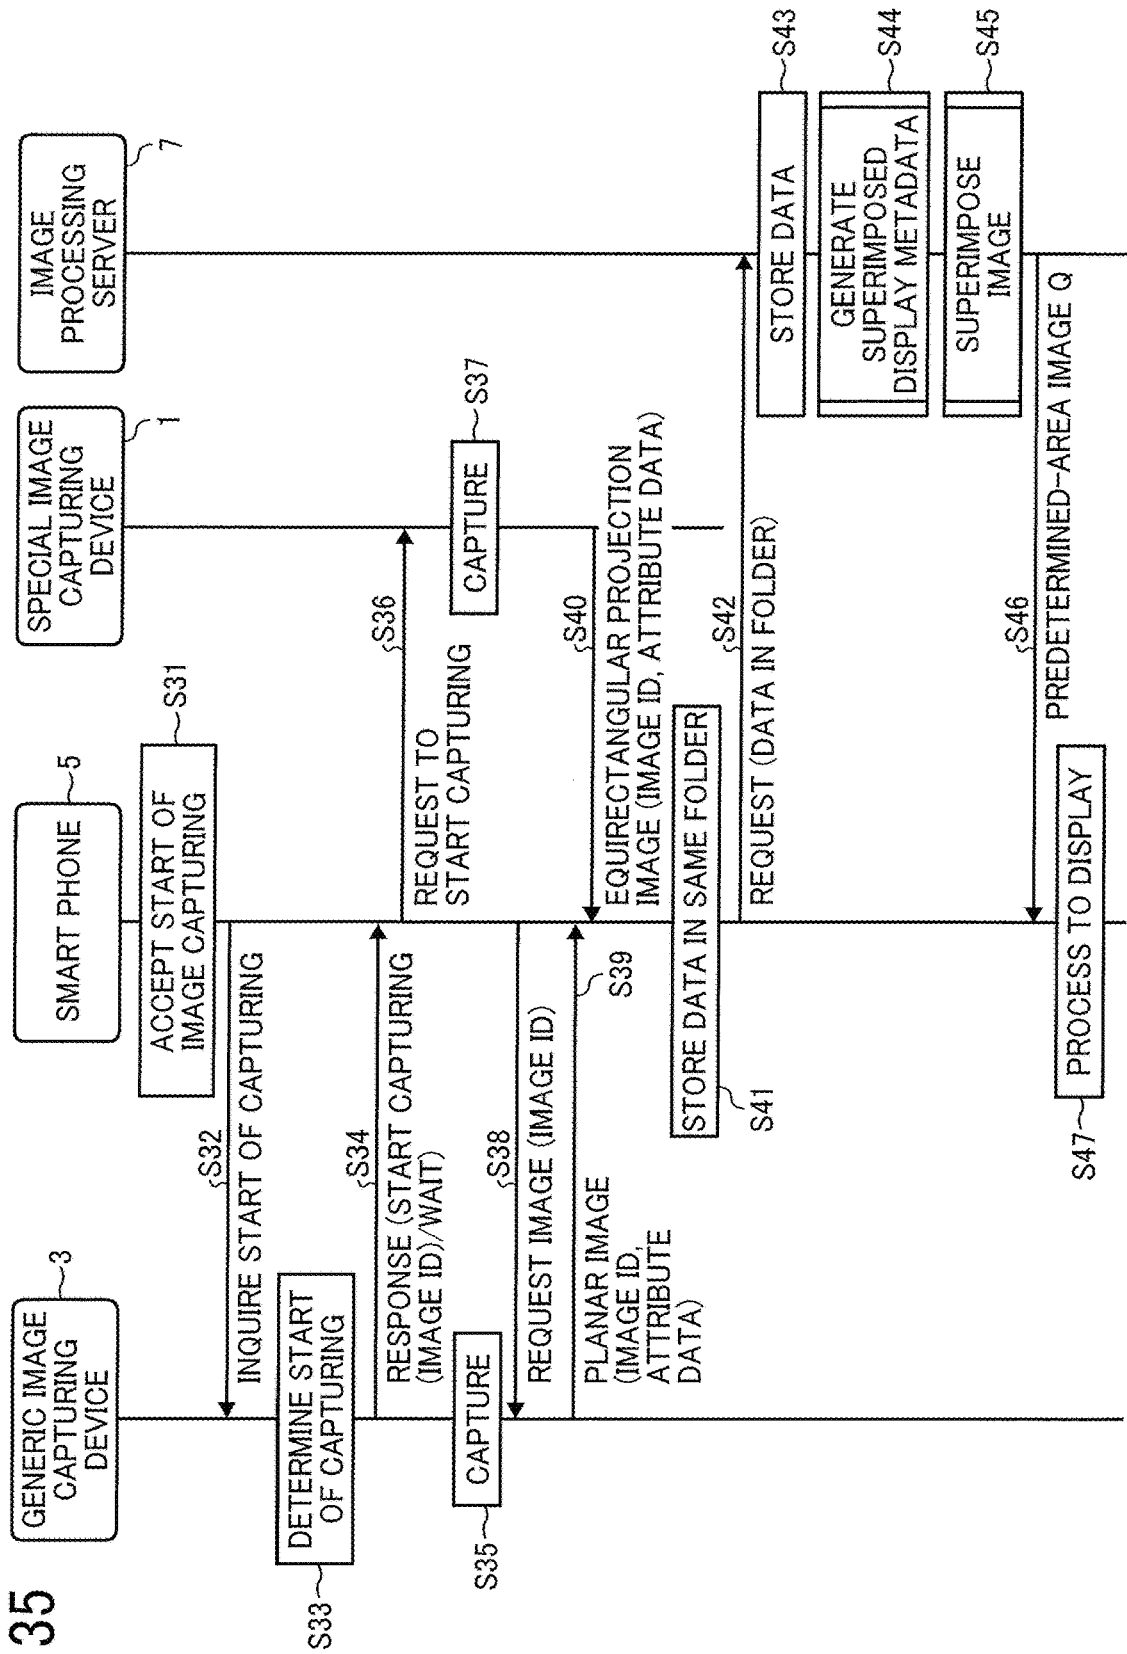 35
GENERIC IMAGE
CAPTURING
DEVICE
3
SMART PHONE
5
SPECIAL IMAGE
CAPTURING
DEVICE
1
IMAGE
PROCESSING
SERVER
7
ACCEPT START OF
IMAGE CAPTURING
S31
S32
INQUIRE START OF CAPTURING
DETERMINE START
OF CAPTURING
S33
S34
RESPONSE (START CAPTURING
(IMAGE ID)/WAIT)
S36
REQUEST TO
START CAPTURING
CAPTURE
S35
CAPTURE
S37
S38
REQUEST IMAGE (IMAGE ID)
S39
PLANAR IMAGE
(IMAGE ID,
ATTRIBUTE
DATA)
S40
EQUIRECTANGULAR PROJECTION
IMAGE (IMAGE ID, ATTRIBUTE DATA)
STORE DATA IN SAME FOLDER
S41
S42
REQUEST (DATA IN FOLDER)
STORE DATA
S43
GENERATE
SUPERIMPOSED
DISPLAY METADATA
S44
SUPERIMPOSE
IMAGE
S45
S46
PREDETERMINED-AREA IMAGE Q
PROCESS TO DISPLAY
S47